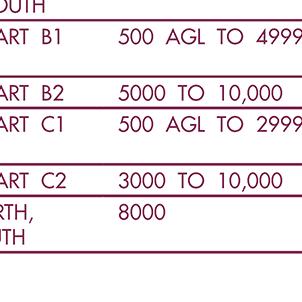 OUTH
ART B1 500 AGL TO 4999
ART B2 5000 TO 10,000
ART C1 500 AGL TO 2999
ART C2 3000 TO 10,000
RTH, 8000
UTH